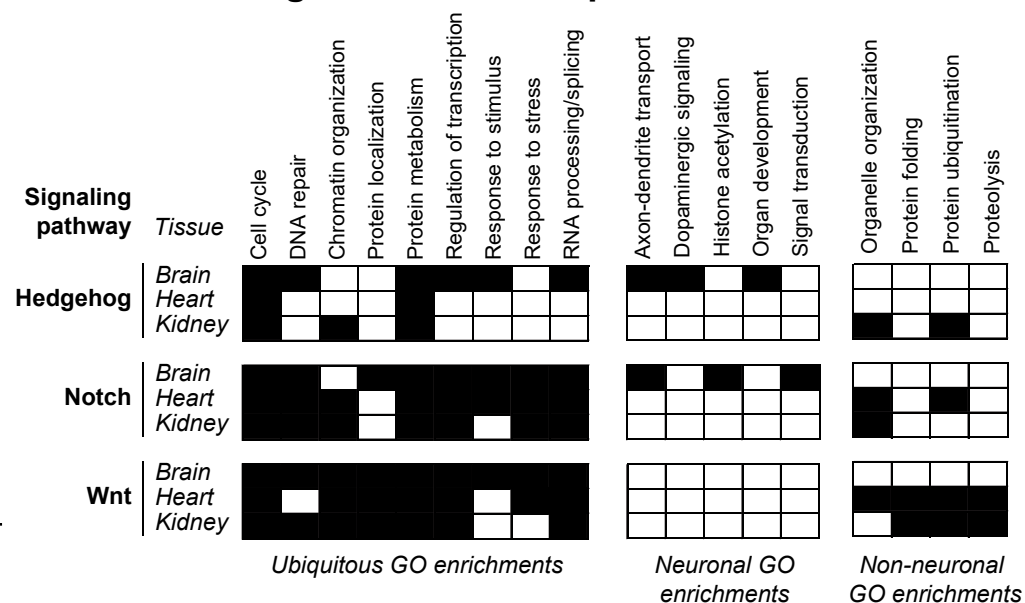 Cell cycle
DNA repair
Chromatin organization
Protein localization
Protein metabolism
Regulation of transcription
Response to stimulus
Response to stress
RNA processing/splicing
Axon-dendrite transport
Dopaminergic signaling
Histone acetylation
Organ development
Signal transduction
Organelle organization
Protein folding
Protein ubiquitination
Proteolysis
Signaling
pathway Tissue
Brain
Hedgehog Heart
Kidney
Brain
Notch Heart
Kidney
Brain
Wnt Heart
Kidney
Ubiquitous GO enrichments
Neuronal GO
enrichments
Non-neuronal
GO enrichments